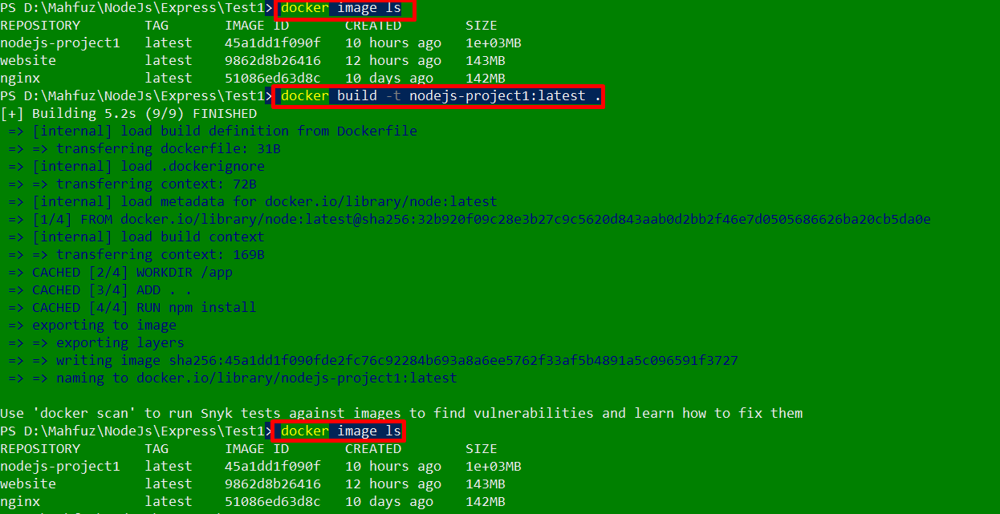 PS D:\Mahfuz\NodeJs\Express\Test1> docker image ls
REPOSITORY TAG IMAGE ID CREATED SIZE
nodejs-project1 latest 45a1dd1f090f 10 hours ago 1e+03MB
website latest 9862d8b26416 12 hours ago 143MB
nginx latest 51086ed63d8c 10 days ago 142MB
PS D:\Mahfuz\NodeJs\Express\Test1> docker build -t nodejs-project1:latest .
[+] Building 5.2s (9/9) FINISHED
=> [internal] load build definition from Dockerfile
=> => transferring dockerfile: 31B
=> [internal] load .dockerignore
=> => transferring context: 72B
=> [internal] load metadata for docker.io/library/node:latest
=> [1/4] FROM docker.io/library/node:latest@sha256:32b920f09c28e3b27c9c5620d843aab0d2bb2f46e7d0505686626ba20cb5da0e
=> [internal] load build context
=> => transferring context: 169B
=> CACHED [2/4] WORKDIR /app
=> CACHED [3/4] ADD . .
=> CACHED [4/4] RUN npm install
=> exporting to image
=> => exporting layers
=> => writing image sha256:45a1dd1f090fde2fc76c92284b693a8a6ee5762f33af5b4891a5c096591f3727
=> => naming to docker.io/library/nodejs-project1:latest
Use 'docker scan' to run Snyk tests against images to find vulnerabilities and learn how to fix them
PS D:\Mahfuz\NodeJs\Express\Test1> docker image ls
REPOSITORY TAG IMAGE ID CREATED SIZE
nodejs-project1 latest 45a1dd1f090f 10 hours ago 1e+03MB
website latest 9862d8b26416 12 hours ago 143MB
nginx latest 51086ed63d8c 10 days ago 142MB